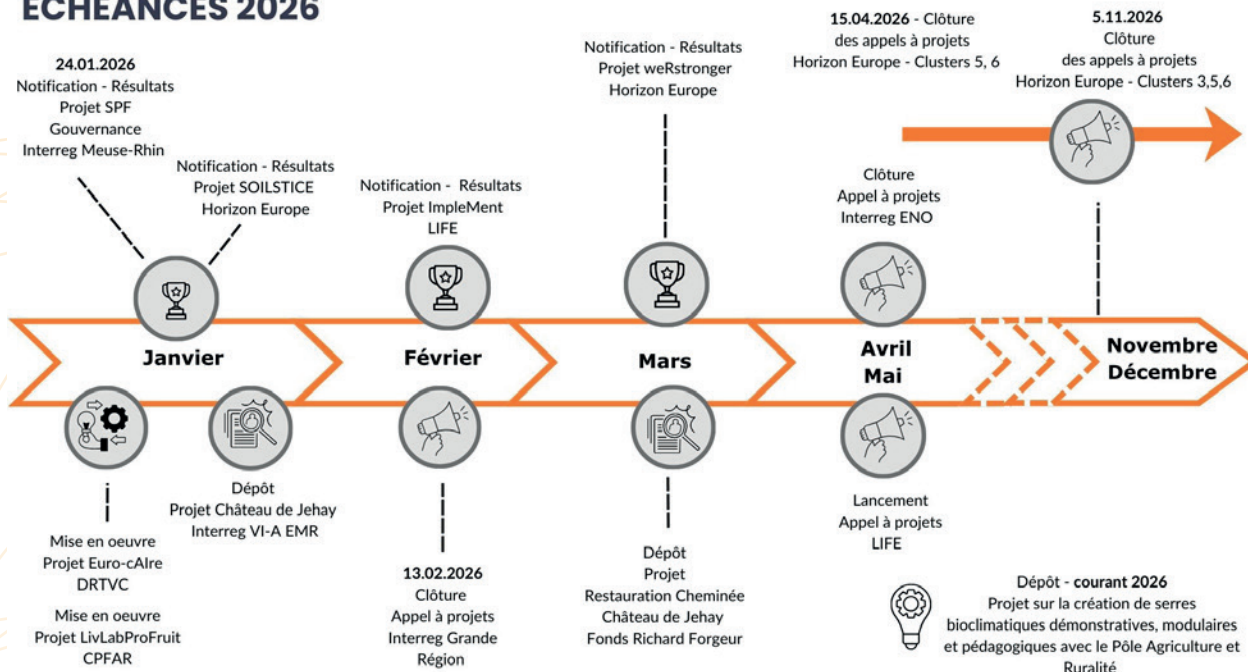 ECHEANCES 2026
24.01.2026
Notification - Résultats
Projet SPF
Gouvernance
Interreg Meuse-Rhin
Notification - Résultats
Projet SOILSTICE
Horizon Europe
Notification - Résultats
Projet ImpleMent
LIFE
Notification - Résultats
Projet weRstronger
Horizon Europe
15.04.2026 - Clôture
des appels à projets
Horizon Europe - Clusters 5, 6
5.11.2026
Clôture
des appels à projets
Horizon Europe - Clusters 3,5,6
Clôture
Appel à projets
Interreg ENO
Janvier
Février
Mars
Avril
Mai
Novembre
Décembre
Mise en oeuvre
Projet Euro-cAIre
DRTVC
Mise en oeuvre
Projet LivLabProFruit
CPFAR
Dépôt
Projet Château de Jehay
Interreg VI-A EMR
13.02.2026
Clôture
Appel à projets
Interreg Grande
Région
Dépôt
Projet
Restauration Cheminée
Château de Jehay
Fonds Richard Forgeur
Lancement
Appel à projets
LIFE
Dépôt - courant 2026
Projet sur la création de serres
bioclimatiques démonstratives, modulaires
et pédagogiques avec le Pôle Agriculture et
Ruralité